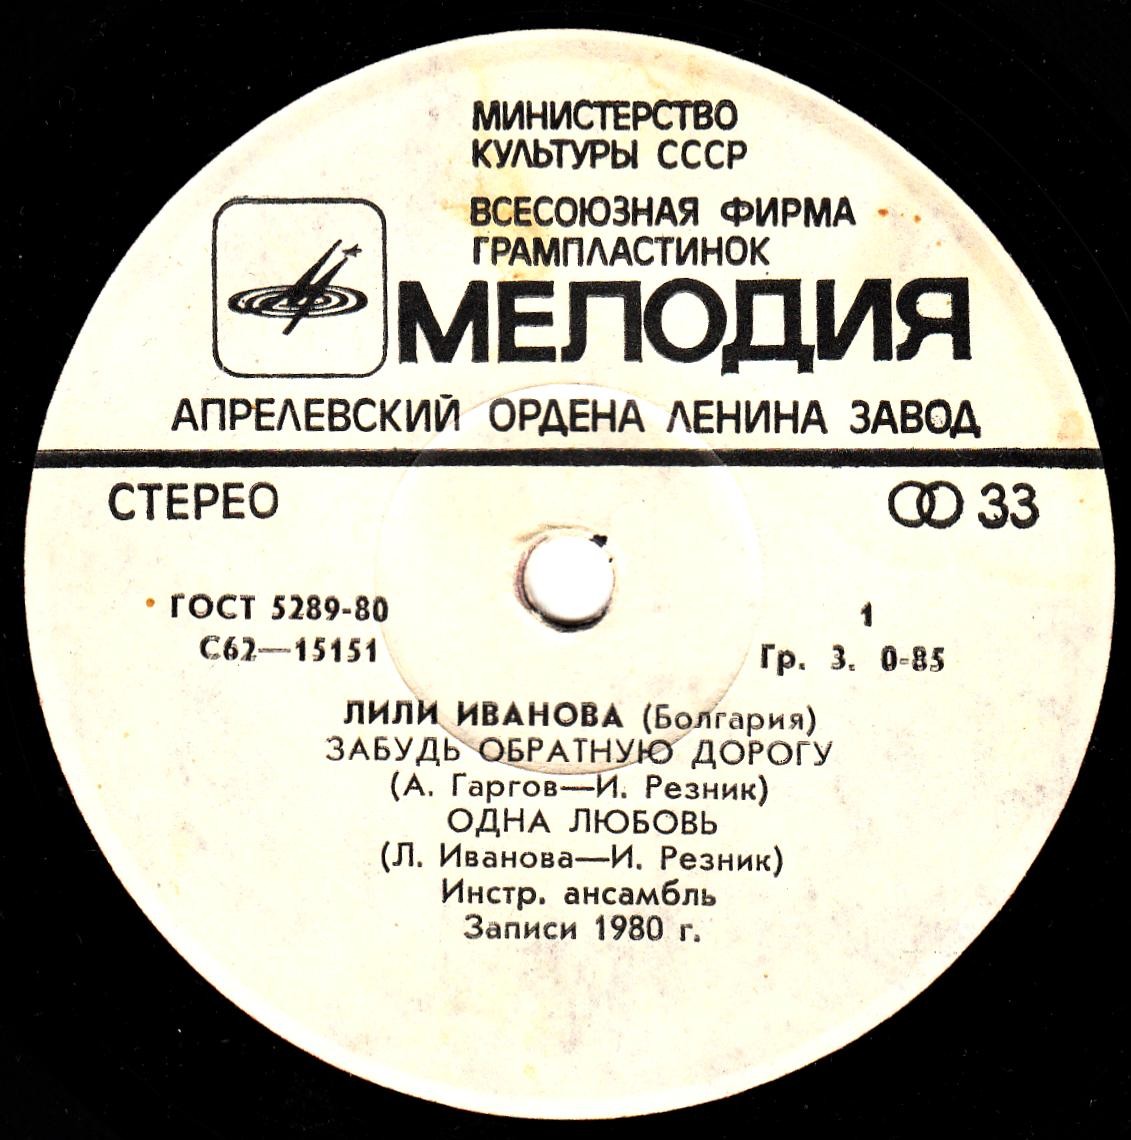 МИНИСТЕРСТВО
КУЛЬТУРЫ СССР
ВСЕСОЮЗНАЯ ФИРМА
ГРАМПЛАСТИНОК
МЕЛОДИЯ
АПРЕЛЕВСКИЙ ОРДЕНА ЛЕНИНА ЗАВОД
СТЕРЕО 33
ГОСТ 5289-80 1
С62—15151 Гр. 3. 0-85
ЛИЛИ ИВАНОВА (Болгария)
ЗАБУДЬ ОБРАТНУЮ ДОРОГУ
(А. Гаргов—И. Резник)
ОДНА ЛЮБОВЬ
(Л. Иванова—И. Резник)
Инстр. ансамбль
Записи 1980 г.